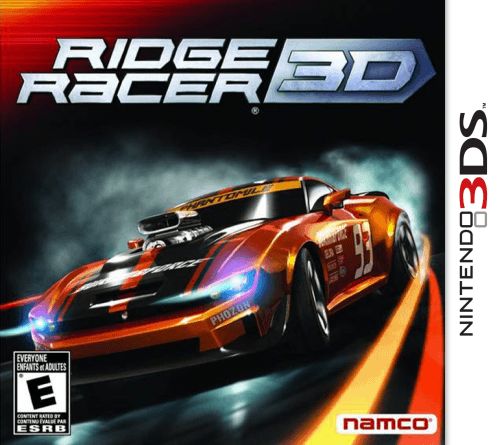 RIDGE
RACER® 3D
NINTENDO 3DS™
PHANTOMILE
93
PHOZON
EVERYONE
ENFANTS et ADULTES
E
CONTENT RATED BY
CONTENU ÉVALUÉ PAR
ESRB
namco®